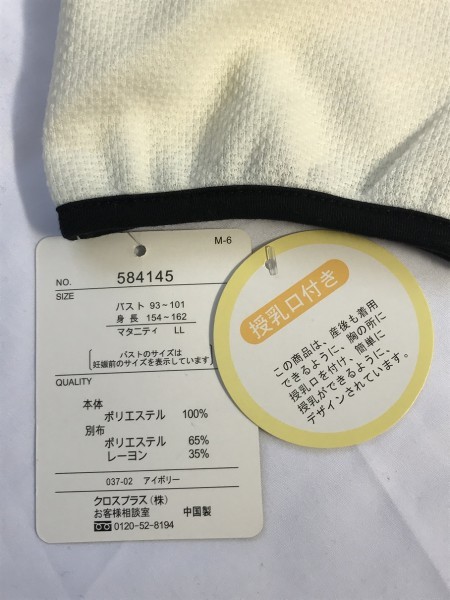 M-6
NO. 584145
SIZE
バスト 93~101
身長 154~162
マタニティ LL
バストのサイズは
妊娠前のサイズを表示しています
QUALITY
本体
ポリエステル 100%
別布
ポリエステル 65%
レーヨン 35%
037-02 アイボリー
クロスプラス(株)
お客様相談室 中国製
0120-52-8194
授乳口付き
この商品は、産後も着用
できるように、胸の所に
授乳口を付け、簡単に
授乳ができるように、
デザインされています。